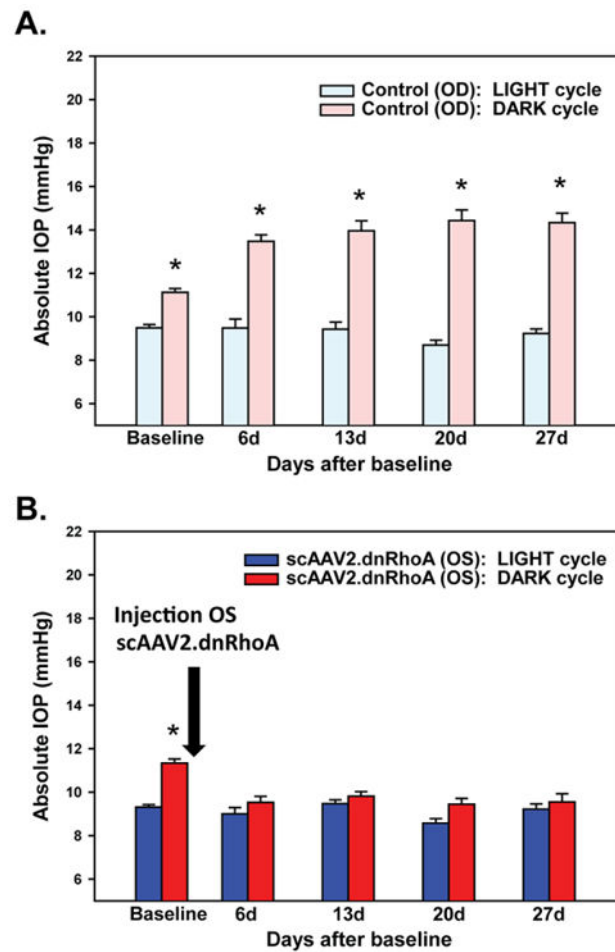 A.
22
20
18
16
14
12
10
8
6
Absolute IOP (mmHg)
Control (OD): LIGHT cycle
Control (OD): DARK cycle
* * * * *
Baseline 6d 13d 20d 27d
Days after baseline
B.
22
20
18
16
14
12
10
8
6
Absolute IOP (mmHg)
scAAV2.dnRhoA (OS): LIGHT cycle
scAAV2.dnRhoA (OS): DARK cycle
Injection OS
scAAV2.dnRhoA
*
Baseline 6d 13d 20d 27d
Days after baseline